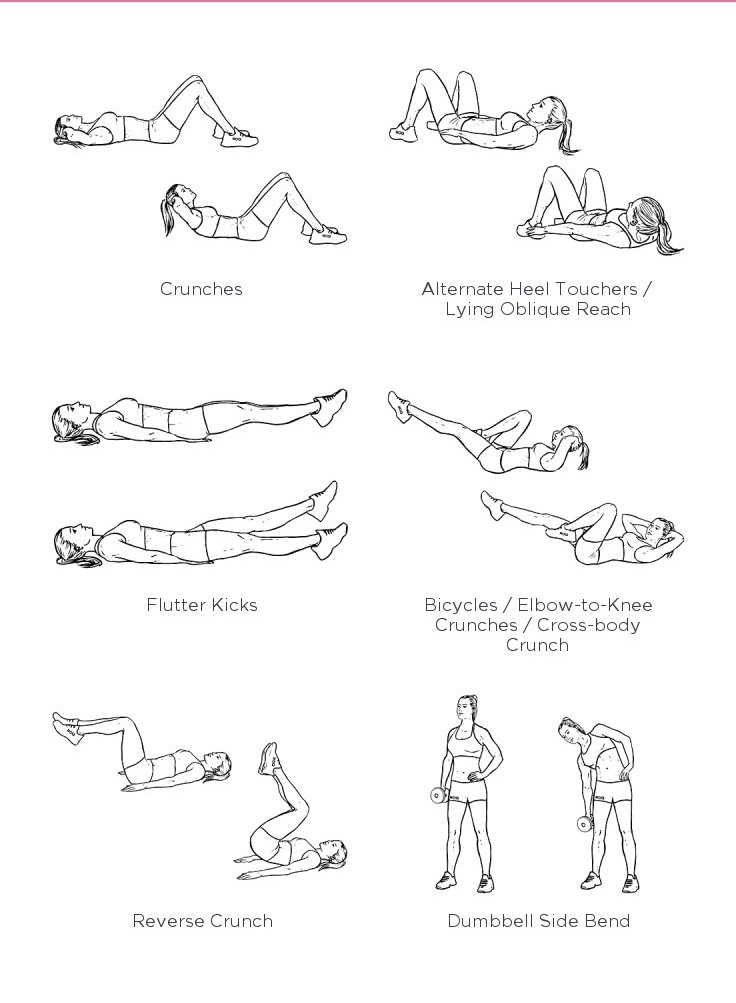 Crunches
Alternate Heel Touchers /
Lying Oblique Reach
Flutter Kicks
Bicycles / Elbow-to-Knee
Crunches / Cross-body
Crunch
Reverse Crunch
Dumbbell Side Bend